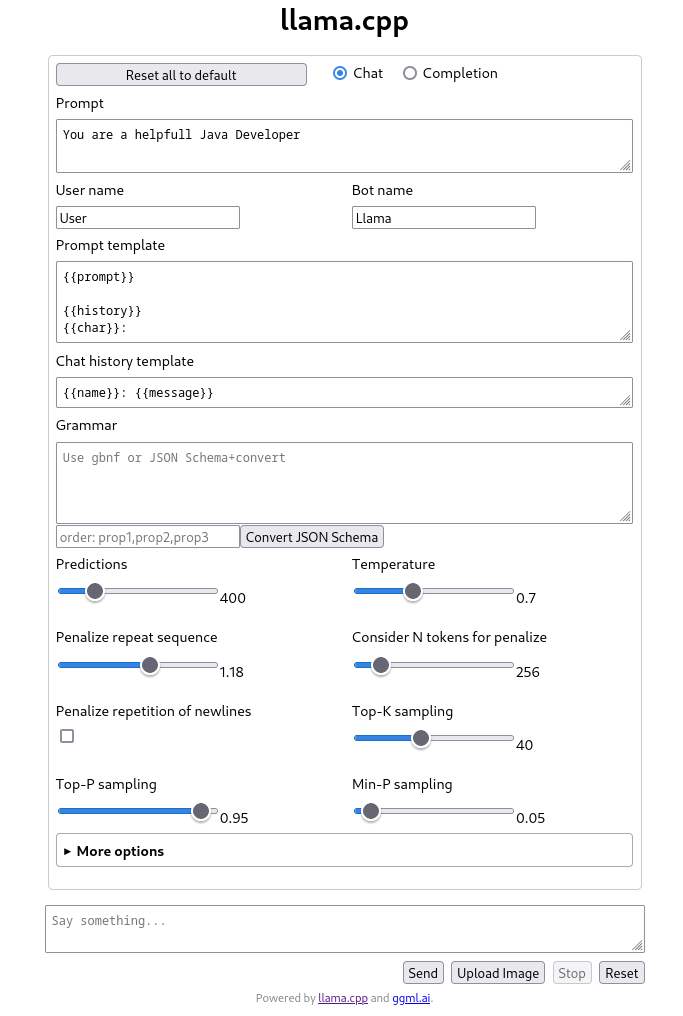 llama.cpp
Reset all to default Chat Completion
Prompt
You are a helpfull Java Developer
User name Bot name
User Llama
Prompt template
{{prompt}}
{{history}}
{{char}}:
Chat history template
{{name}}: {{message}}
Grammar
Use gbnf or JSON Schema+convert
order: prop1,prop2,prop3 Convert JSON Schema
Predictions Temperature
400 0.7
Penalize repeat sequence Consider N tokens for penalize
1.18 256
Penalize repetition of newlines Top-K sampling
40
Top-P sampling Min-P sampling
0.95 0.05
▸ More options
Say something...
Send Upload Image Stop Reset
Powered by llama.cpp and ggml.ai.